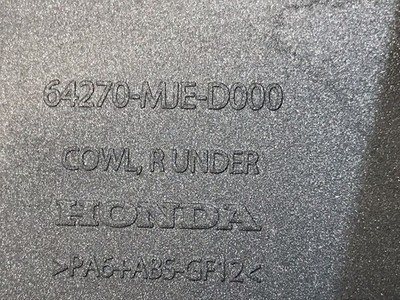 64270-MJE-D000
COWL, R UNDER
HONDA
>PA6+ABS-GF12<